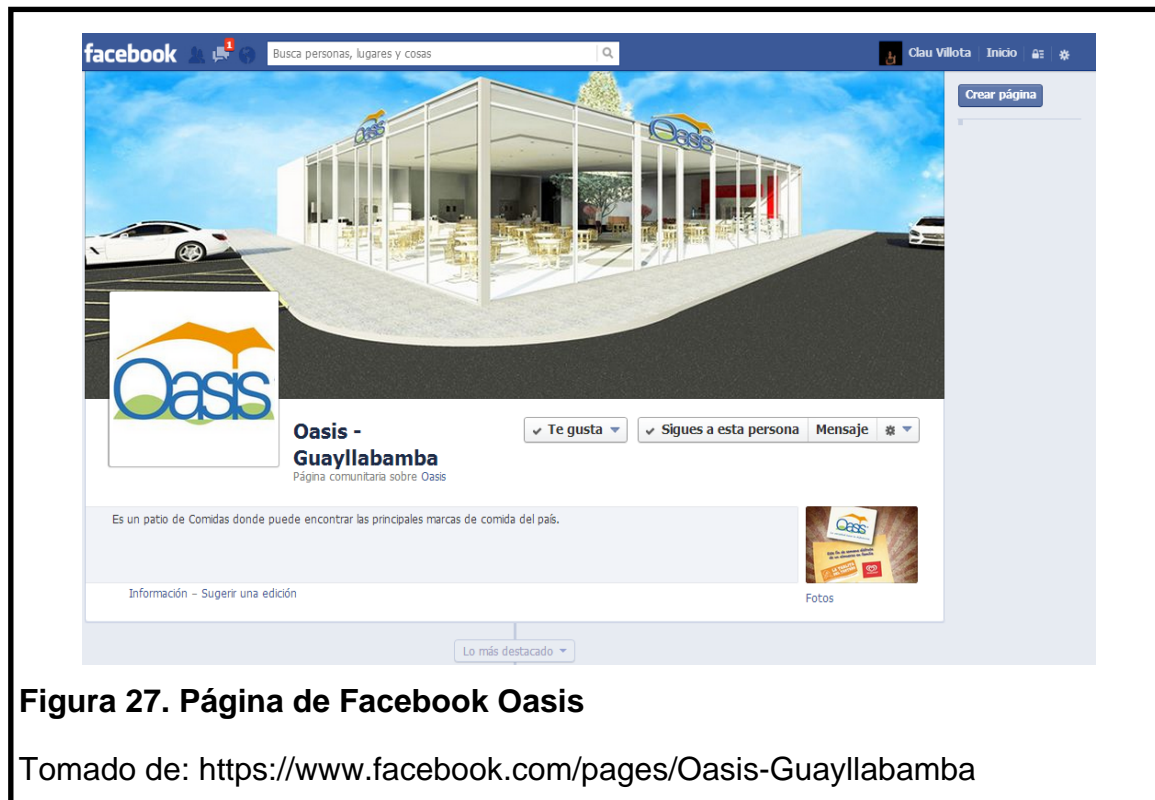 facebook
1
Busca personas, lugares y cosas
Clau Villota
Inicio
Crear página
Oasis
Oasis
Oasis
Oasis -
Guayllabamba
Página comunitaria sobre Oasis
Te gusta
Sigues a esta persona
Mensaje
Es un patio de Comidas donde puede encontrar las principales marcas de comida del país.
Oasis
Información – Sugerir una edición
Fotos
Lo más destacado
Figura 27. Página de Facebook Oasis
Tomado de: https://www.facebook.com/pages/Oasis-Guayllabamba